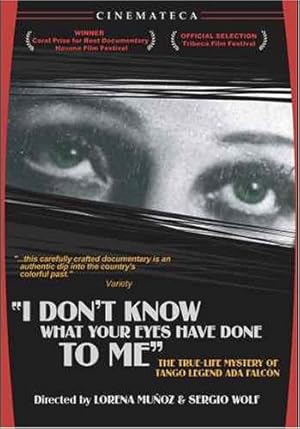 CINEMATECA
WINNER
Coral Prize for Best Documentary
Havana Film Festival
OFFICIAL SELECTION
Tribeca Film Festival
"...this carefully crafted documentary is an
authentic dip into the country's
colorful past."
Variety
"I DON'T KNOW
WHAT YOUR EYES HAVE DONE
TO ME"
THE TRUE-LIFE MYSTERY OF
TANGO LEGEND ADA FALCÓN
Directed by LORENA MUÑOZ & SERGIO WOLF